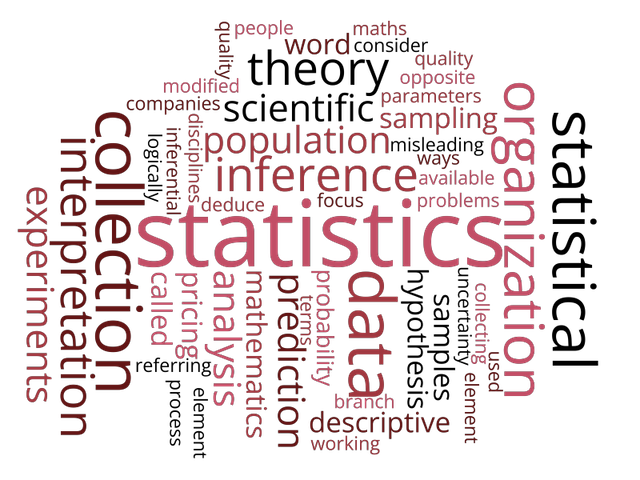 people
maths
quality
word
consider
theory
quality
modified
opposite
companies
scientific
parameters
sampling
disciplines
inferential
logically
population
misleading
organization
statistical
collection
interpretation
inference
ways
available
experiments
deduce
focus
problems
statistics
called
pricing
analysis
mathematics
prediction
terms
probability
data
hypothesis
samples
uncertainty
collecting
used
referring
process
element
element
branch
descriptive
working